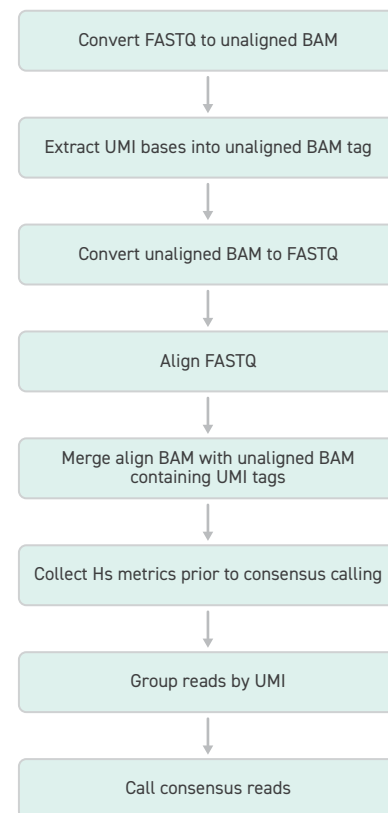 Convert FASTQ to unaligned BAM
Extract UMI bases into unaligned BAM tag
Convert unaligned BAM to FASTQ
Align FASTQ
Merge align BAM with unaligned BAM
containing UMI tags
Collect Hs metrics prior to consensus calling
Group reads by UMI
Call consensus reads